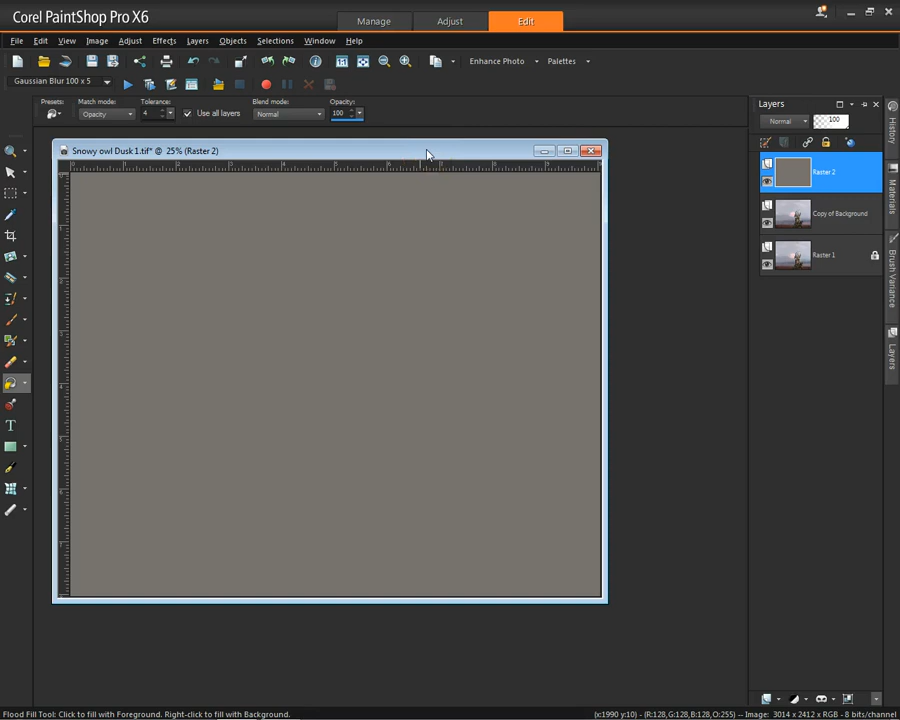 Corel PaintShop Pro X6
Manage
Adjust
Edit
File Edit View Image Adjust Effects Layers Objects Selections Window Help
Enhance Photo
Palettes
Gaussian Blur 100 x 5
Presets:
Match mode:
Tolerance:
Blend mode:
Opacity:
Opacity
4
Use all layers
Normal
100
Snowy owl Dusk 1.tif* @ 25% (Raster 2)
Layers
Normal
100
Raster 2
Copy of Background
Raster 1
History
Materials
Brush Variance
Layers
Flood Fill Tool: Click to fill with Foreground. Right-click to fill with Background.
(x:1990 y:10) - (R:128,G:128,B:128,O:255) -- Image: 3014 x 2412 x RGB - 8 bits/channel